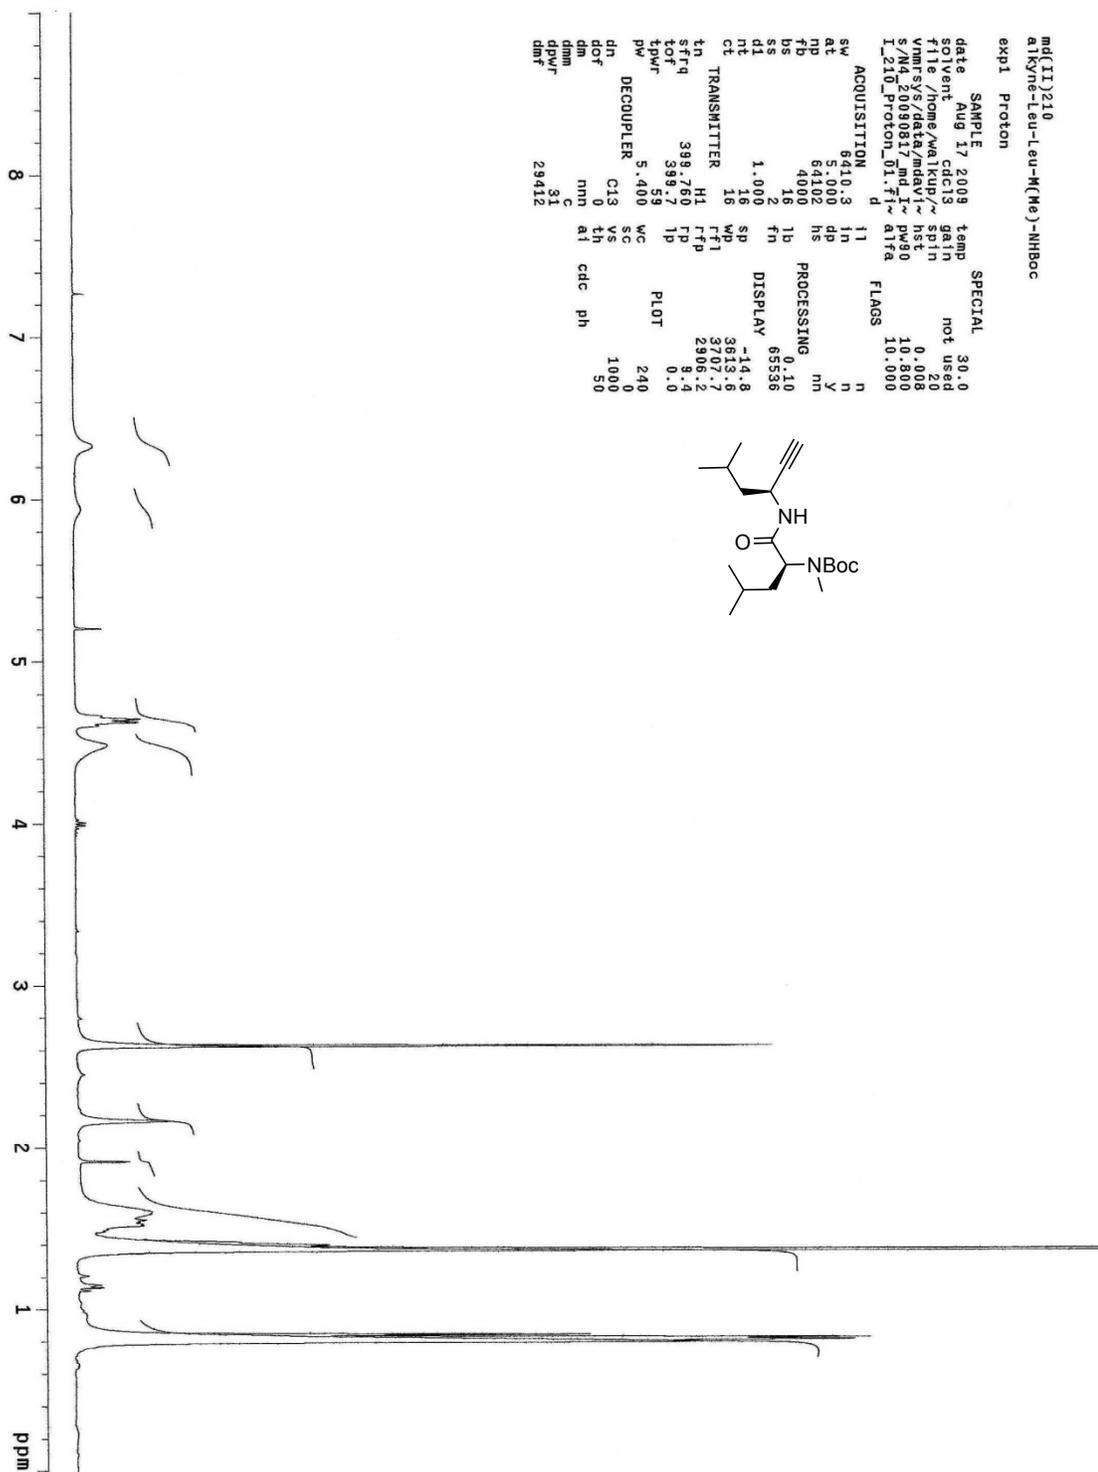 md(II)210
alkyne-Leu-Leu-M(Me)-NHBoc
exp1 Proton
SAMPLE SPECIAL
date Aug 17 2009 temp 30.0
solvent cdcl3 gain not used
file /home/walkup/~ spin 20
vnmrsys/data/mdavi~ hst 0.008
s/N4_20090817_md_I~ pw90 10.800
I_210_Proton_01.fi~ alfa 10.000
d FLAGS
ACQUISITION il n
sw 6410.3 in n
at 5.000 dp y
np 64102 hs nn
fb 4000 PROCESSING
bs 16 lb 0.10
ss 2 fn 65536
d1 1.000 DISPLAY
nt 16 sp -14.8
ct 16 wp 3613.6
TRANSMITTER rfl 3707.7
tn H1 rfp 2906.2
sfrq 399.760 rp 9.4
tof 399.7 lp 0.0
tpwr 59 PLOT
pw 5.400 wc 240
DECOUPLER sc 0
dn C13 vs 1000
dof 0 th 50
dm nnn ai cdc ph
dmm c
dpwr 31
dmf 29412
NH
O
NBoc
8 7 6 5 4 3 2 1 ppm